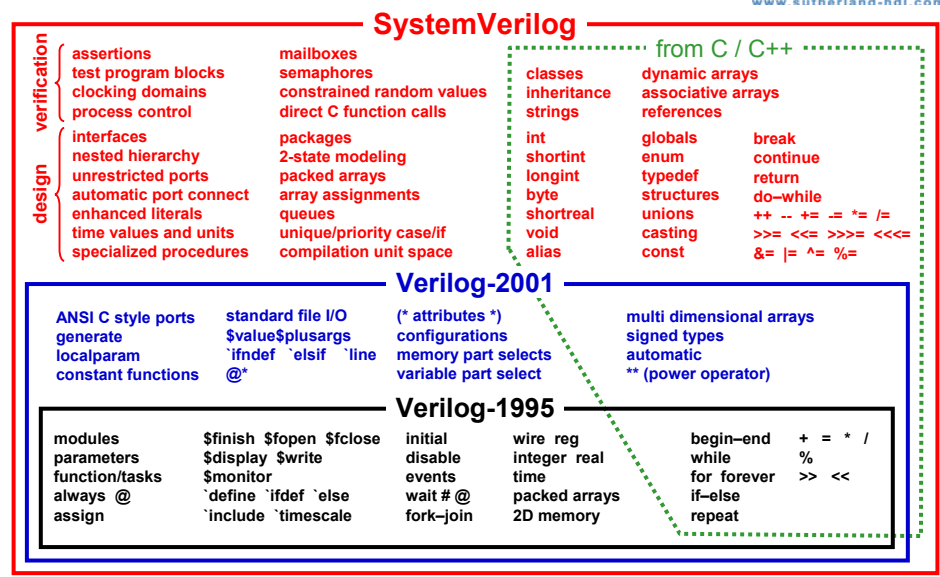 www.sutherland-hdl.com
SystemVerilog
from C / C++
verification
assertions mailboxes
test program blocks semaphores classes dynamic arrays
clocking domains constrained random values inheritance associative arrays
process control direct C function calls strings references
design
interfaces packages int globals break
nested hierarchy 2-state modeling shortint enum continue
unrestricted ports packed arrays longint typedef return
automatic port connect array assignments byte structures do–while
enhanced literals queues shortreal unions ++ -- += -= *= /=
time values and units unique/priority case/if void casting >>= <<= >>>= <<<=
specialized procedures compilation unit space alias const &= |= ^= %=
Verilog-2001
ANSI C style ports standard file I/O (* attributes *) multi dimensional arrays
generate $value$plusargs configurations signed types
localparam `ifndef `elsif `line memory part selects automatic
constant functions @* variable part select ** (power operator)
Verilog-1995
modules $finish $fopen $fclose initial wire reg begin–end + = * /
parameters $display $write disable integer real while %
function/tasks $monitor events time for forever >> <<
always @ `define `ifdef `else wait # @ packed arrays if–else
assign `include `timescale fork–join 2D memory repeat